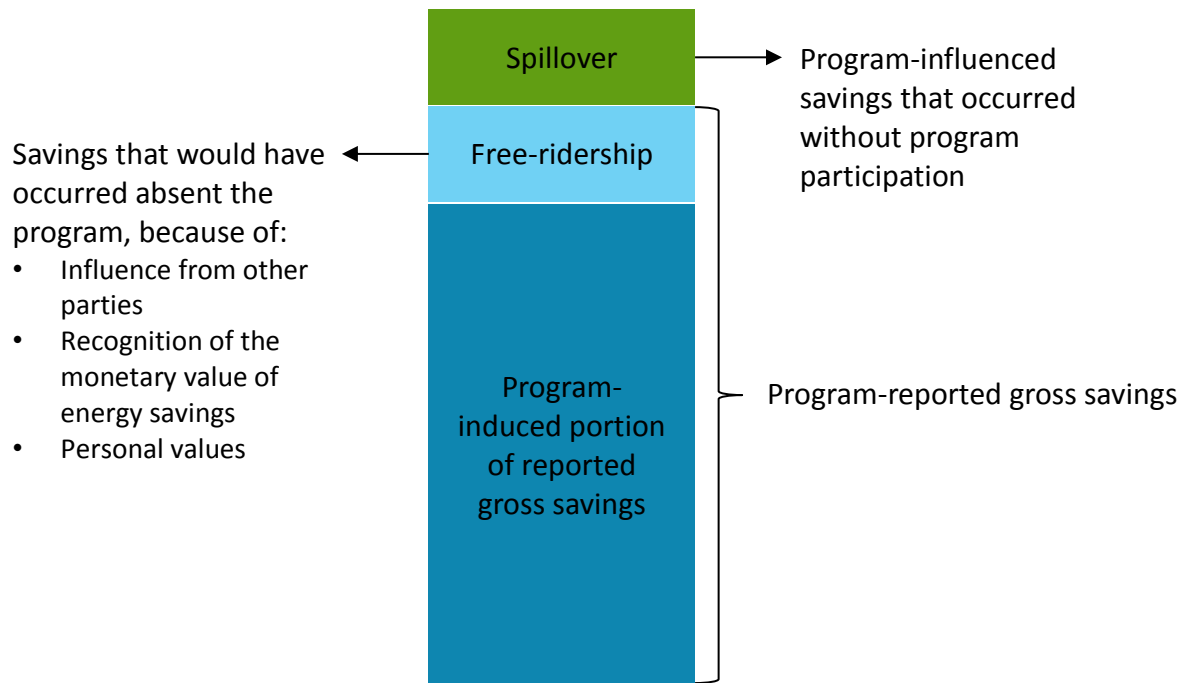 Spillover
Program-influenced
savings that occurred
without program
participation
Free-ridership
Savings that would have
occurred absent the
program, because of:
• Influence from other
parties
• Recognition of the
monetary value of
energy savings
• Personal values
Program-
induced portion
of reported
gross savings
Program-reported gross savings